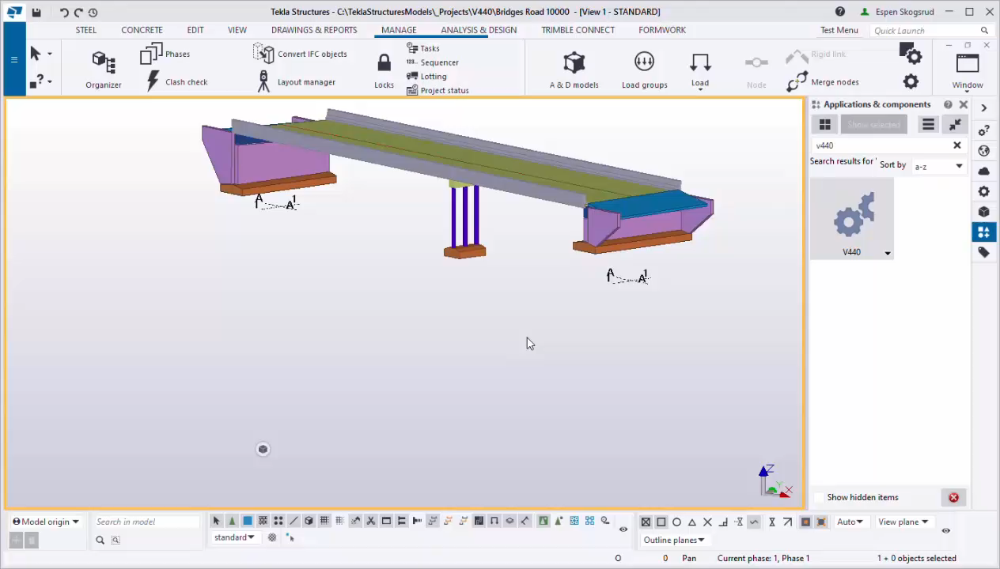 Tekla Structures - C:\TeklaStructuresModels\_Projects\V440\Bridges Road 10000 - [View 1 - STANDARD]
Espen Skogsrud
STEEL CONCRETE EDIT VIEW DRAWINGS & REPORTS MANAGE ANALYSIS & DESIGN TRIMBLE CONNECT FORMWORK Test Menu Quick Launch
Organizer
Phases
Clash check
Convert IFC objects
Layout manager
Locks
Tasks
123... Sequencer
Lotting
Project status
A & D models
Load groups
Load
Node
Rigid link
Merge nodes
Window
Applications & components
Show selected
v440
Search results for '
Sort by a-z
V440
A A1
A A1
Z
Y
X
Show hidden items
Model origin
Search in model
standard
Auto
View plane
Outline planes
O 0 Pan Current phase: 1, Phase 1 1 + 0 objects selected